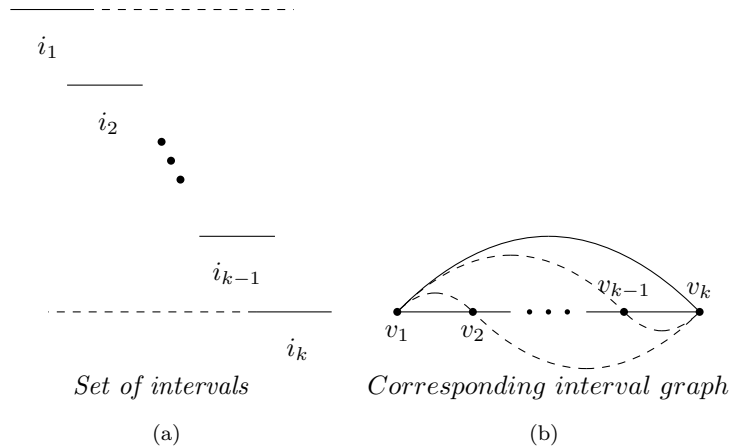 i₁
i₂
iₖ₋₁
iₖ
Set of intervals
(a)
vₖ₋₁
vₖ
v₁
v₂
Corresponding interval graph
(b)